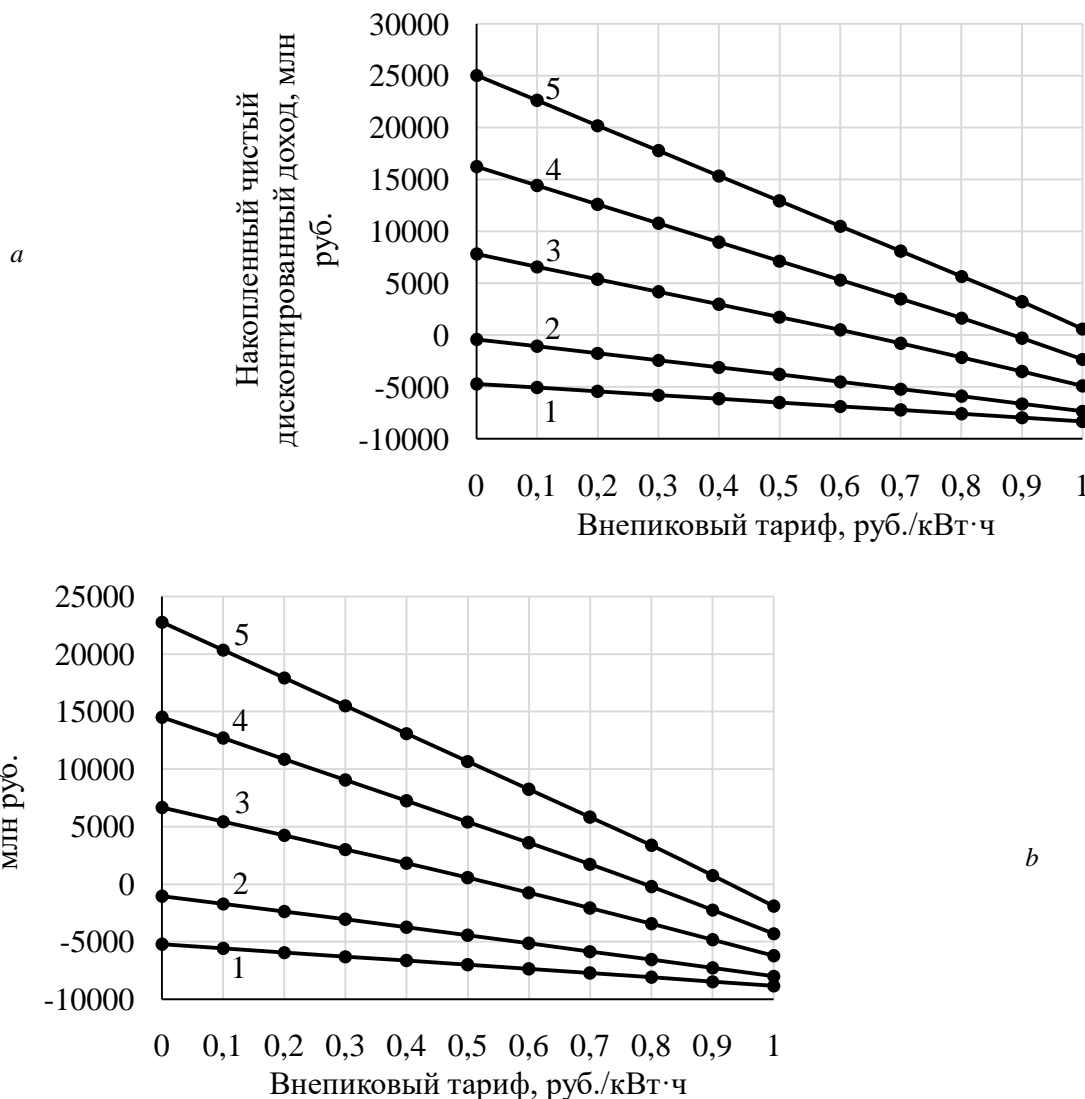 Накопленный чистый
дисконтированный доход, млн
руб.
30000
25000
20000
15000
10000
5000
0
-5000
-10000
5
4
3
2
1
a
0 0,1 0,2 0,3 0,4 0,5 0,6 0,7 0,8 0,9 1
Внепиковый тариф, руб./кВт·ч
млн руб.
25000
20000
15000
10000
5000
0
-5000
-10000
5
4
3
2
1
b
0 0,1 0,2 0,3 0,4 0,5 0,6 0,7 0,8 0,9 1
Внепиковый тариф, руб./кВт·ч